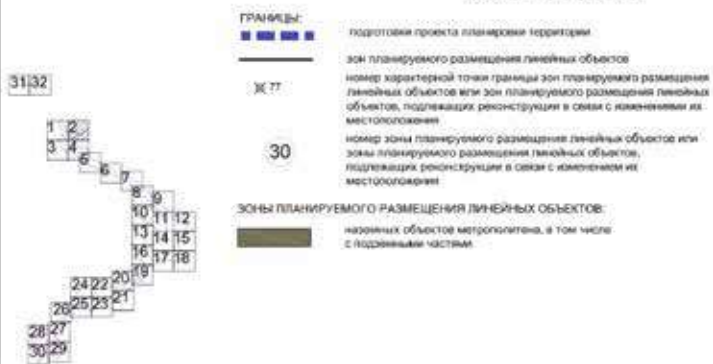 ГРАНИЦЫ:
подготовки проекта планировки территории
зон планируемого размещения линейных объектов
77
номер характерной точки границы зон планируемого размещения
линейных объектов или зон планируемого размещения линейных
объектов, подлежащих реконструкции в связи с изменением их
местоположения
30
номер зоны планируемого размещения линейных объектов или
зоны планируемого размещения линейных объектов,
подлежащих реконструкции в связи с изменением их
местоположения
ЗОНЫ ПЛАНИРУЕМОГО РАЗМЕЩЕНИЯ ЛИНЕЙНЫХ ОБЪЕКТОВ:
наземных объектов метрополитена, в том числе
с подземными частями
31 32
1 2
3 4
5
6
7
8
9
10 11 12
13 14 15
16 17 18
19
24 22 20
26 25 23 21
28 27
30 29